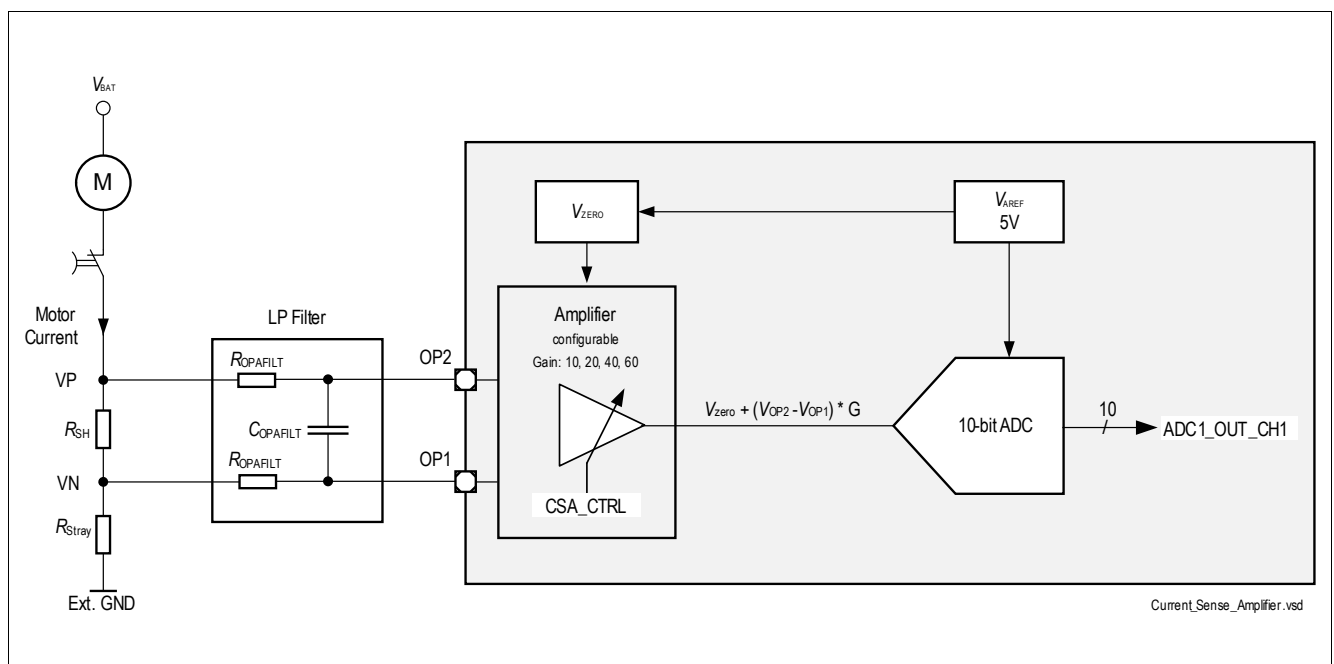 VBAT
M
Motor
Current
VP
RSH
VN
RStray
Ext. GND
LP Filter
ROPAFILT
COPAFILT
ROPAFILT
OP2
OP1
VZERO
VAREF
5V
Amplifier
configurable
Gain: 10, 20, 40, 60
CSA_CTRL
Vzero + (VOP2 -VOP1) * G
10-bit ADC
10
ADC1_OUT_CH1
Current_Sense_Amplifier.vsd